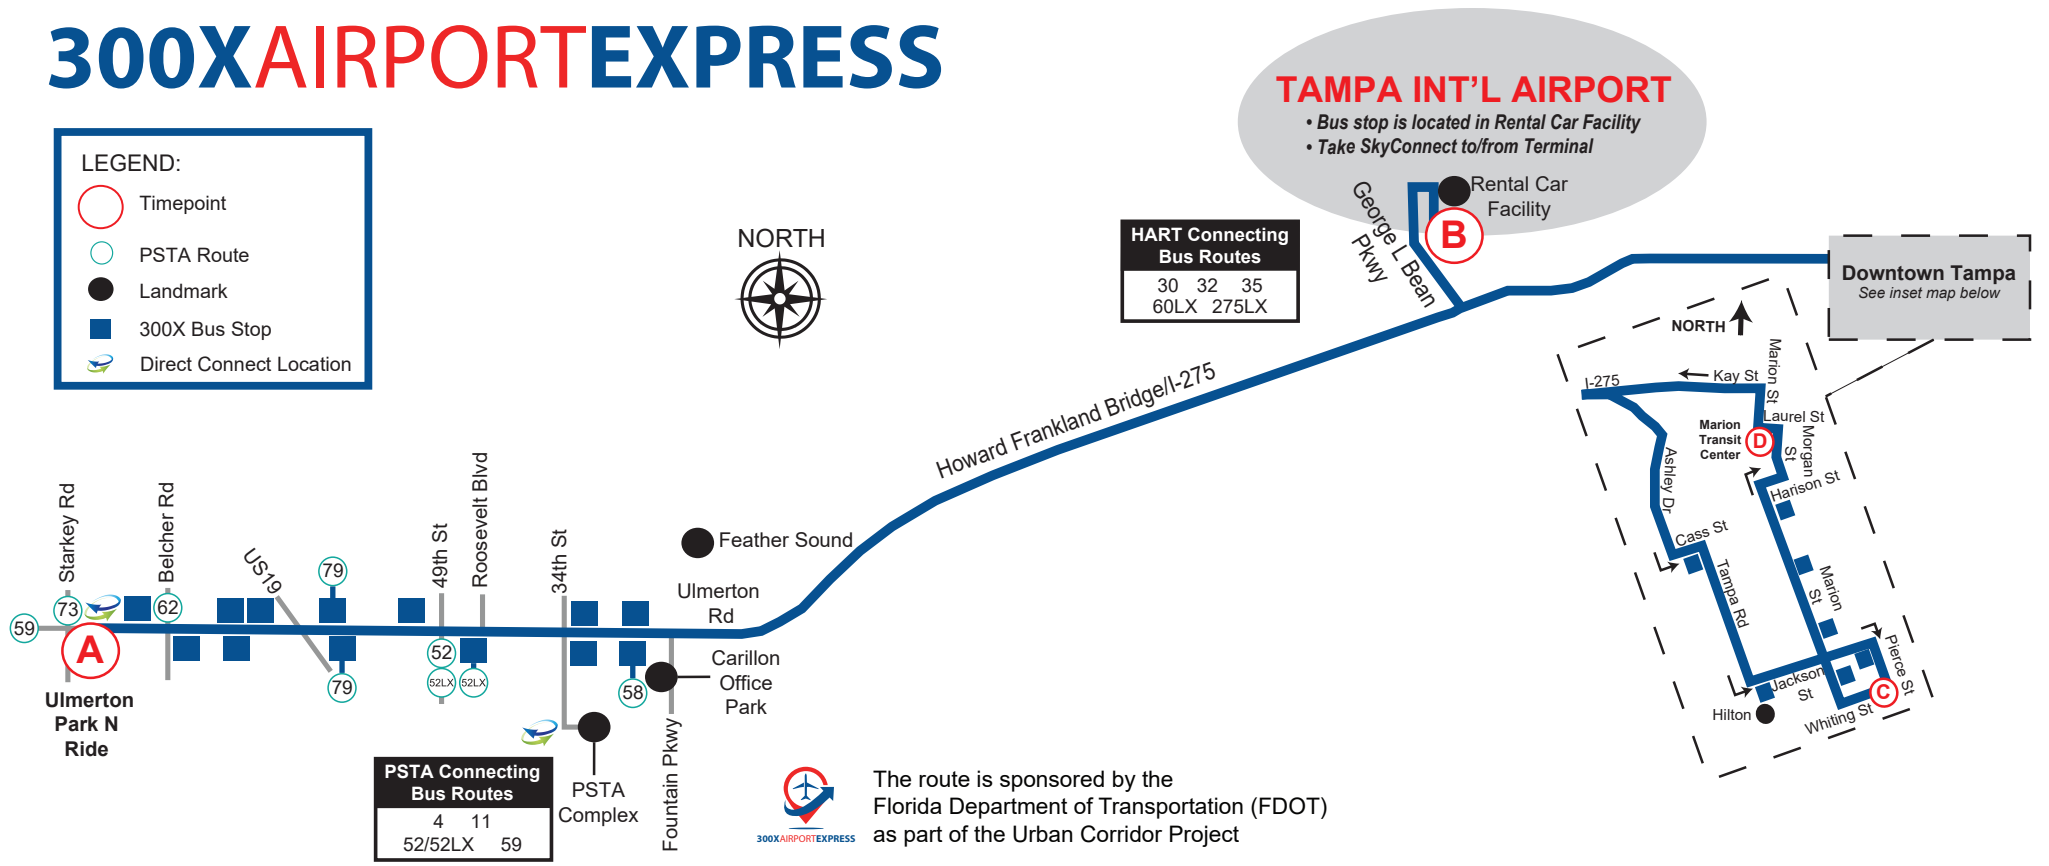 300XAIRPORTEXPRESS
LEGEND:
Timepoint
PSTA Route
Landmark
300X Bus Stop
Direct Connect Location
NORTH
TAMPA INT'L AIRPORT
• Bus stop is located in Rental Car Facility
• Take SkyConnect to/from Terminal
Rental Car
Facility
B
George L Bean
Pkwy
HART Connecting
Bus Routes
30 32 35
60LX 275LX
Downtown Tampa
See inset map below
NORTH
I-275
Kay St
Marion St
Laurel St
Marion
Transit
Center
D
Morgan
St
Harison St
Ashley Dr
Cass St
Tampa Rd
Marion
St
Pierce St
Jackson
St
Hilton
Whiting St
C
Howard Frankland Bridge/I-275
Feather Sound
Ulmerton
Rd
Starkey Rd
Belcher Rd
US19
79
49th St
Roosevelt Blvd
34th St
73
62
59
A
52
52LX
52LX
79
58
Ulmerton
Park N
Ride
Carillon
Office
Park
Fountain Pkwy
PSTA
Complex
PSTA Connecting
Bus Routes
4 11
52/52LX 59
300XAIRPORTEXPRESS
The route is sponsored by the
Florida Department of Transportation (FDOT)
as part of the Urban Corridor Project